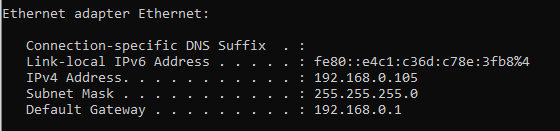 Ethernet adapter Ethernet:
Connection-specific DNS Suffix  . :
Link-local IPv6 Address . . . . . : fe80::e4c1:c36d:c78e:3fb8%4
IPv4 Address. . . . . . . . . . . : 192.168.0.105
Subnet Mask . . . . . . . . . . . : 255.255.255.0
Default Gateway . . . . . . . . . : 192.168.0.1